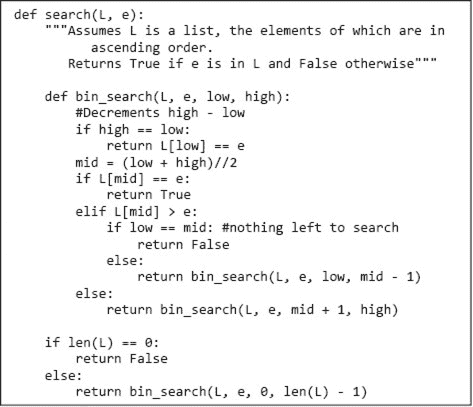 def search(L, e):
    """Assumes L is a list, the elements of which are in
          ascending order.
       Returns True if e is in L and False otherwise"""

    def bin_search(L, e, low, high):
        #Decrements high - low
        if high == low:
            return L[low] == e
        mid = (low + high)//2
        if L[mid] == e:
            return True
        elif L[mid] > e:
            if low == mid: #nothing left to search
                return False
            else:
                return bin_search(L, e, low, mid - 1)
        else:
            return bin_search(L, e, mid + 1, high)

    if len(L) == 0:
        return False
    else:
        return bin_search(L, e, 0, len(L) - 1)